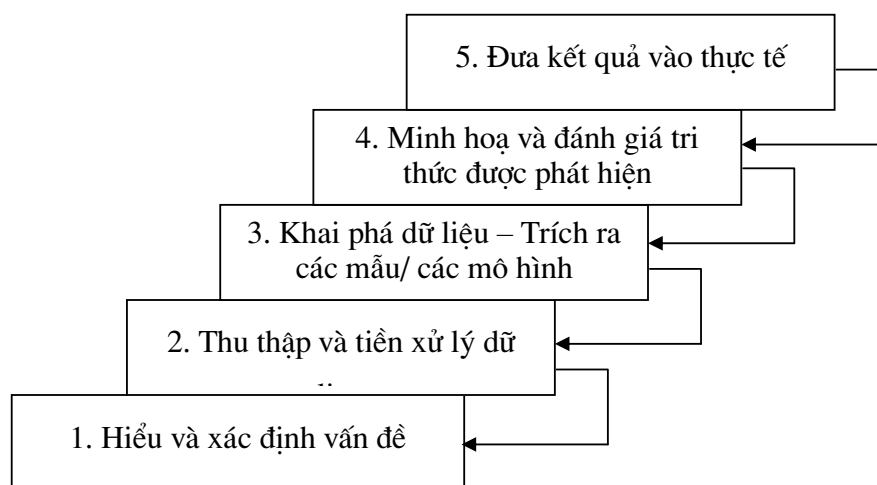 5. Đưa kết quả vào thực tế
4. Minh hoạ và đánh giá tri
thức được phát hiện
3. Khai phá dữ liệu – Trích ra
các mẫu/ các mô hình
2. Thu thập và tiền xử lý dữ
1. Hiểu và xác định vấn đề